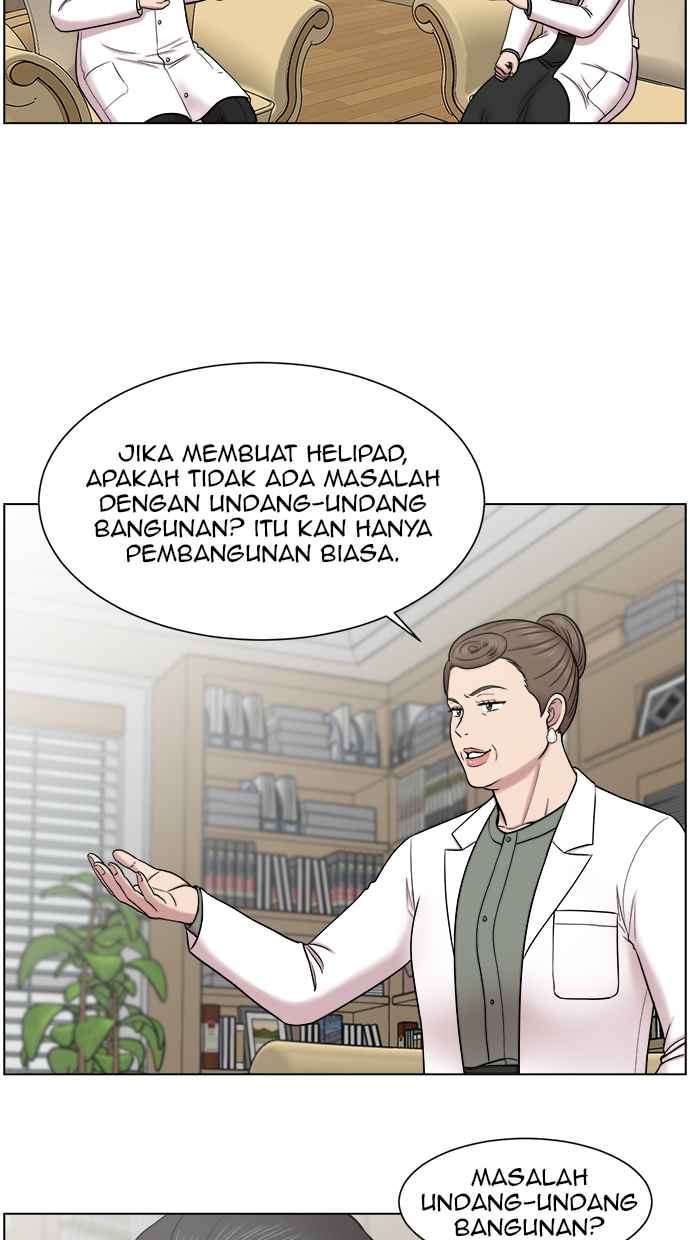 JIKA MEMBUAT HELIPAD,
APAKAH TIDAK ADA MASALAH
DENGAN UNDANG-UNDANG
BANGUNAN? ITU KAN HANYA
PEMBANGUNAN BIASA.
MASALAH
UNDANG-UNDANG
BANGUNAN?